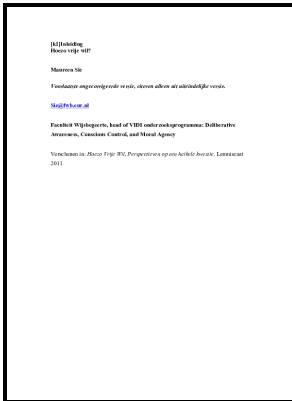 [k1]Inleiding
Hoezo vrije wil?
Maureen Sie
Voorlaatste ongecorrigeerde versie, citeren alleen uit uiteindelijke versie.
Sie@fwb.eur.nl
Faculteit Wijsbegeerte, head of VIDI onderzoeksprogramma: Deliberative
Awareness, Conscious Control, and Moral Agency
Verschenen in: Hoezo Vrije Wil, Perspectieven op een heikele kwestie, Lemniscaat
2011.